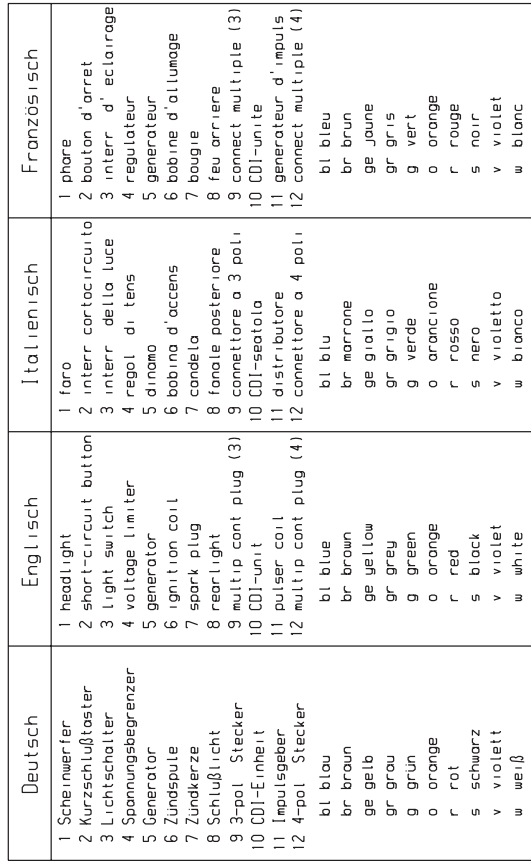 Deutsch
1 Scheinwerfer
2 Kurzschlußtaster
3 Lichtschalter
4 Spannungsbegrenzer
5 Generator
6 Zündspule
7 Zündkerze
8 Schlußlicht
9 3-pol Stecker
10 CDI-Einheit
11 Impulsgeber
12 4-pol Stecker
bl blau
br braun
ge gelb
gr grau
g grün
o orange
r rot
s schwarz
v violett
w weiß
Englisch
1 headlight
2 short-circuit button
3 light switch
4 voltage limiter
5 generator
6 ignition coil
7 spark plug
8 rearlight
9 multip cont plug (3)
10 CDI-unit
11 pulser coil
12 multip cont plug (4)
bl blue
br brown
ge yellow
gr grey
g green
o orange
r red
s black
v violet
w white
Italienisch
1 faro
2 interr cortocircuito
3 interr della luce
4 regol di tens
5 dinamo
6 bobina d'accens
7 candela
8 fanale posteriore
9 connettore a 3 poli
10 CDI-seatola
11 distributore
12 connettore a 4 poli
bl blu
br marrone
ge giallo
gr grigio
g verde
o arancione
r rosso
s nero
v violetto
w bianco
Französisch
1 phare
2 bouton d'arret
3 interr d' eclairage
4 regulateur
5 generateur
6 bobine d'allumage
7 bougie
8 feu arriere
9 connect multiple (3)
10 CDI-unite
11 generateur d'impuls
12 connect multiple (4)
bl bleu
br brun
ge jaune
gr gris
g vert
o orange
r rouge
s noir
v violet
w blanc